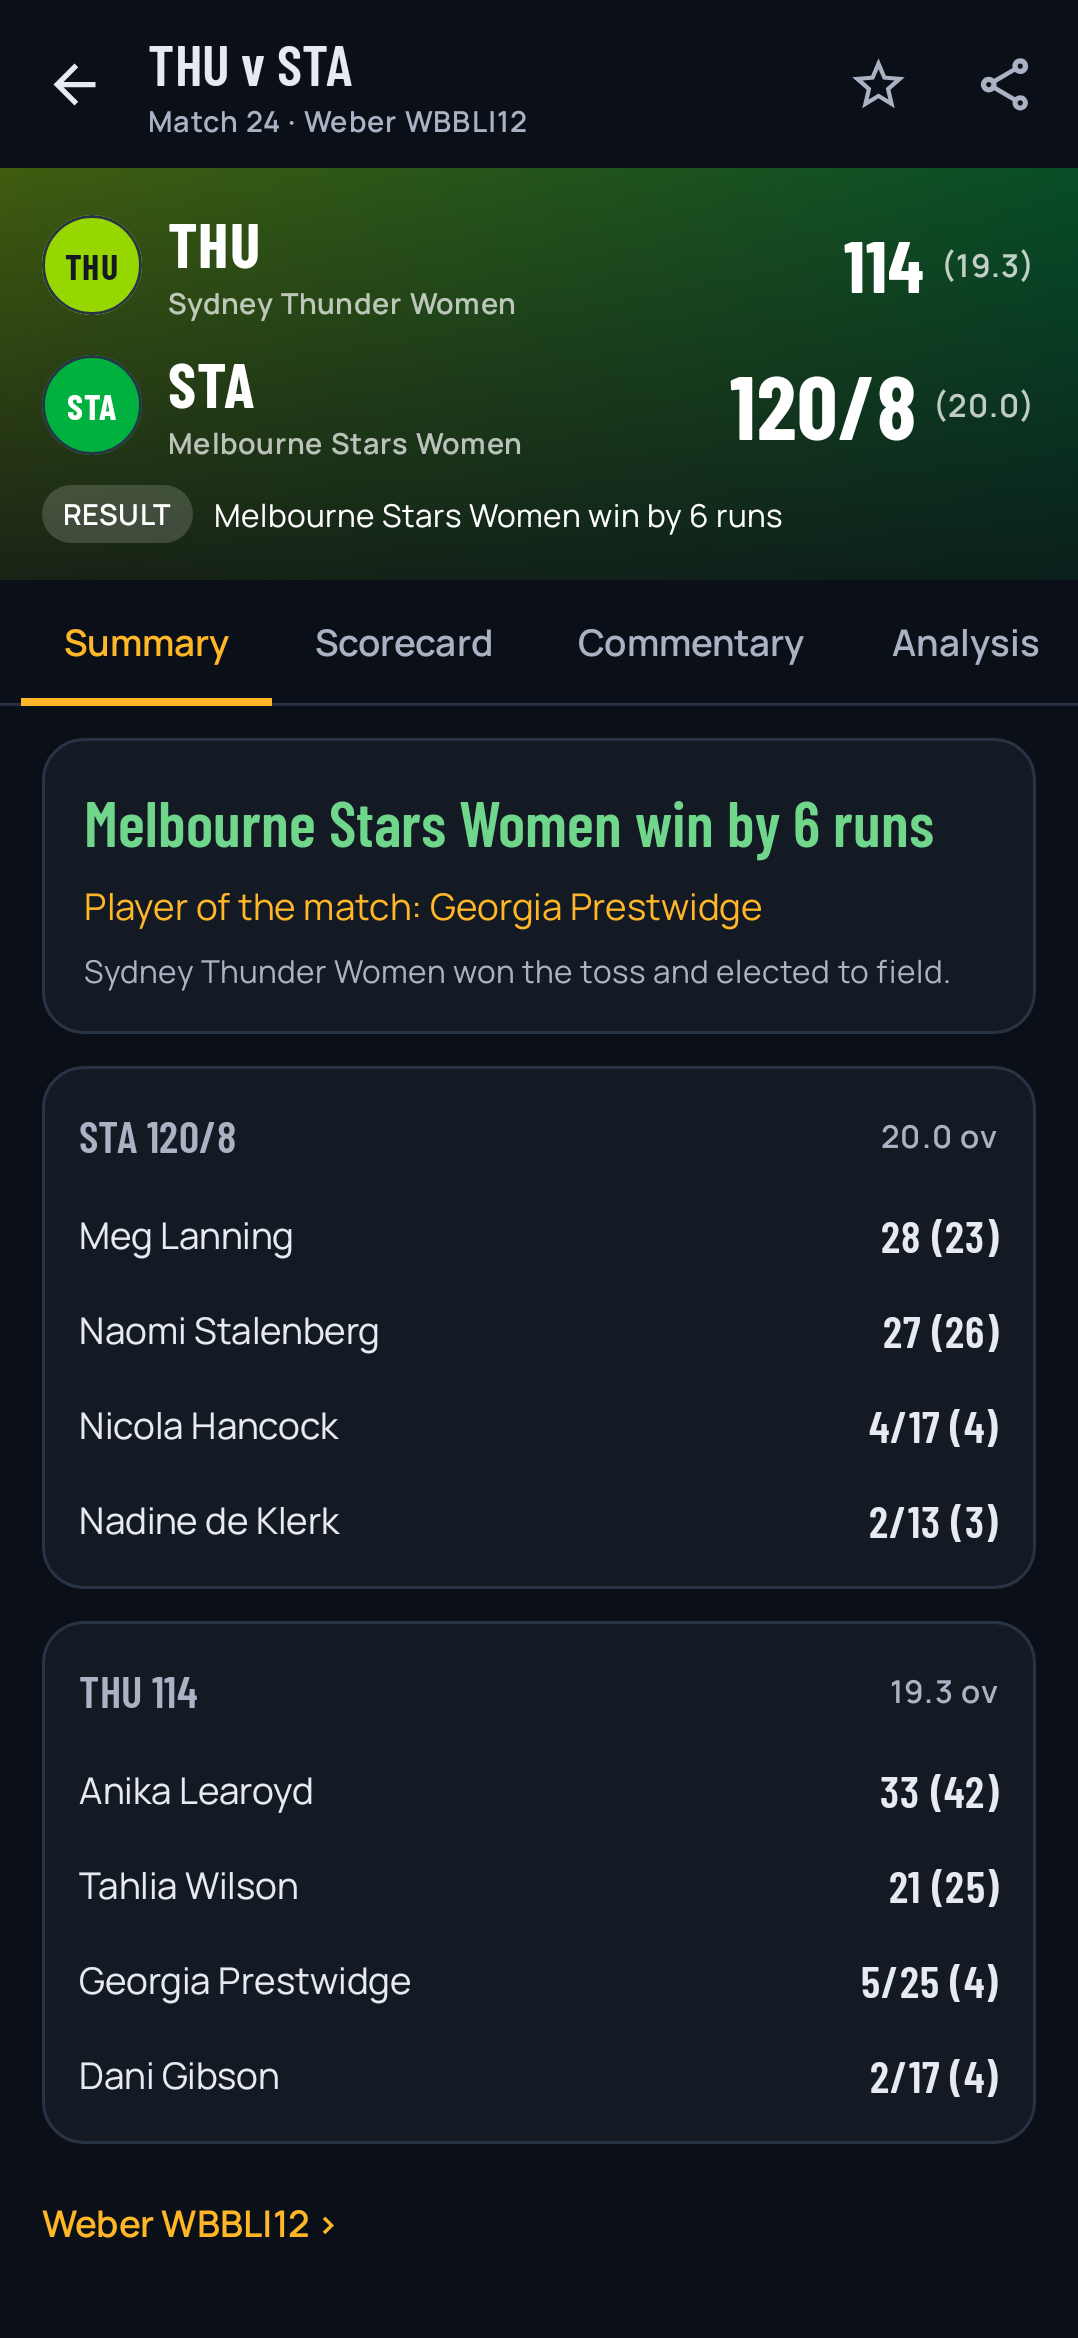 THU v STA
Match 24 · Weber WBBL|12
THU
THU
Sydney Thunder Women
114 (19.3)
STA
STA
Melbourne Stars Women
120/8 (20.0)
RESULT Melbourne Stars Women win by 6 runs
Summary Scorecard Commentary Analysis
Melbourne Stars Women win by 6 runs
Player of the match: Georgia Prestwidge
Sydney Thunder Women won the toss and elected to field.
STA 120/8 20.0 ov
Meg Lanning 28 (23)
Naomi Stalenberg 27 (26)
Nicola Hancock 4/17 (4)
Nadine de Klerk 2/13 (3)
THU 114 19.3 ov
Anika Learoyd 33 (42)
Tahlia Wilson 21 (25)
Georgia Prestwidge 5/25 (4)
Dani Gibson 2/17 (4)
Weber WBBL|12 ›